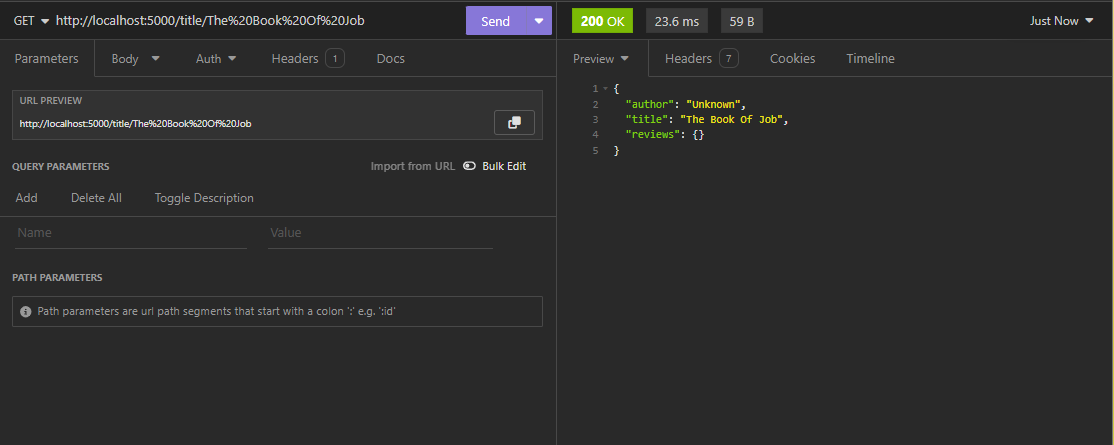 GET http://localhost:5000/title/The%20Book%20Of%20Job Send
200 OK 23.6 ms 59 B Just Now
Parameters Body Auth Headers 1 Docs
Preview Headers 7 Cookies Timeline
URL PREVIEW
http://localhost:5000/title/The%20Book%20Of%20Job
QUERY PARAMETERS Import from URL Bulk Edit
Add Delete All Toggle Description
Name Value
PATH PARAMETERS
Path parameters are url path segments that start with a colon ':' e.g. ':id'
1 {
2 "author": "Unknown",
3 "title": "The Book Of Job",
4 "reviews": {}
5 }